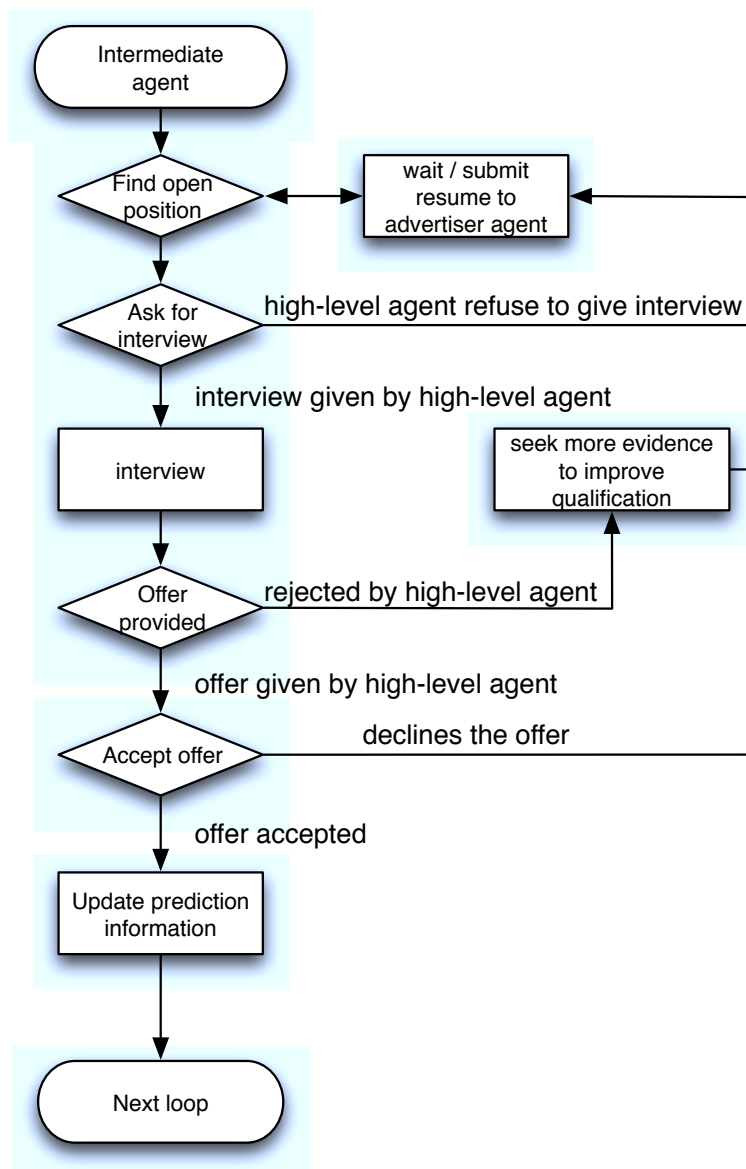 Intermediate
agent
Find open
position
wait / submit
resume to
advertiser agent
Ask for
interview
high-level agent refuse to give interview
interview given by high-level agent
interview
seek more evidence
to improve
qualification
Offer
provided
rejected by high-level agent
offer given by high-level agent
Accept offer
declines the offer
offer accepted
Update prediction
information
Next loop